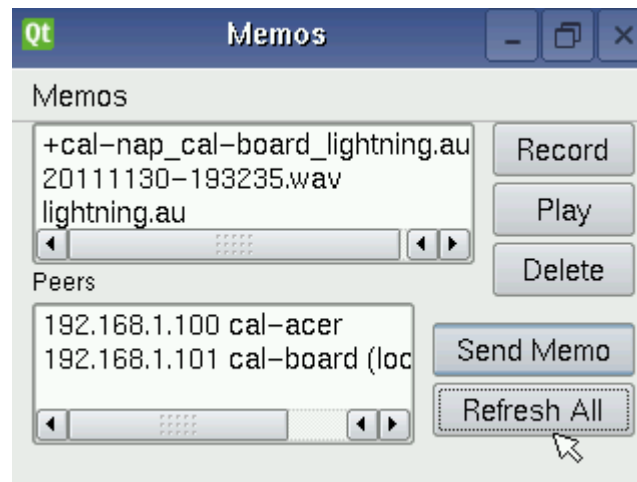 Qt Memos
Memos
+cal-nap_cal-board_lightning.au
20111130-193235.wav
lightning.au
Record
Play
Delete
Peers
192.168.1.100 cal-acer
192.168.1.101 cal-board (loc
Send Memo
Refresh All